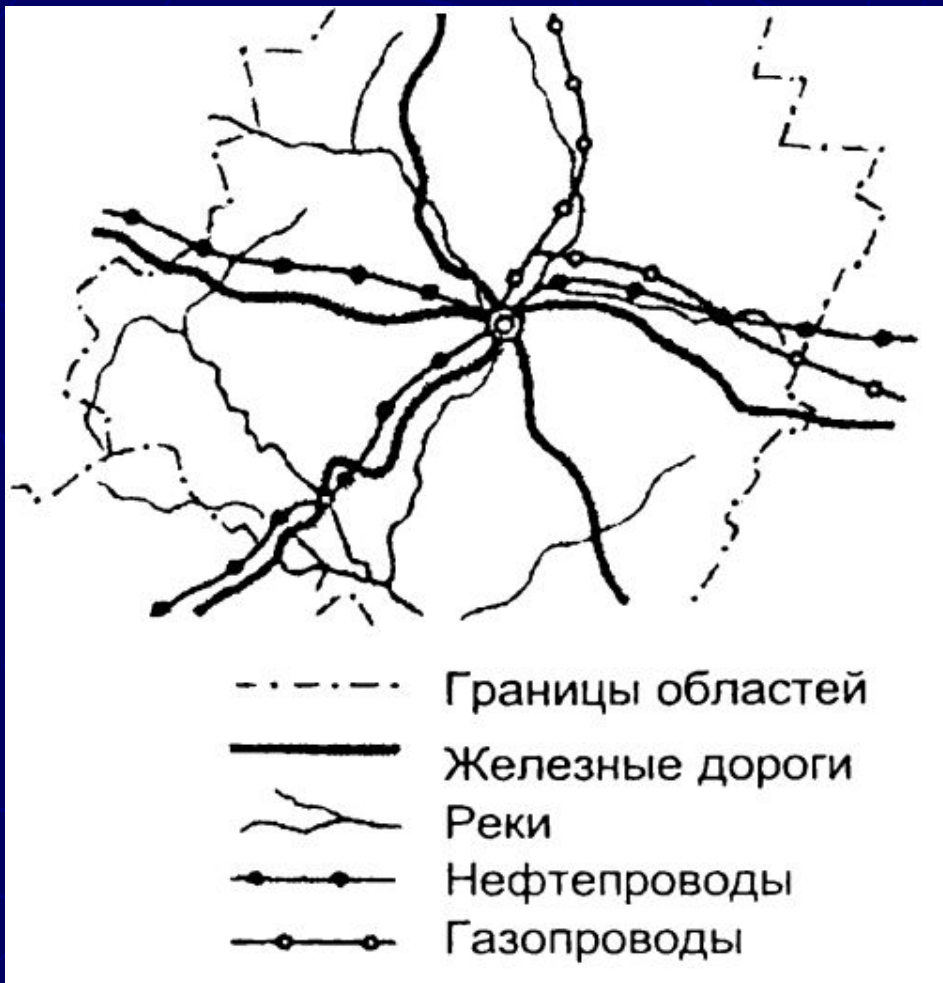 Границы областей
Железные дороги
Реки
Нефтепроводы
Газопроводы